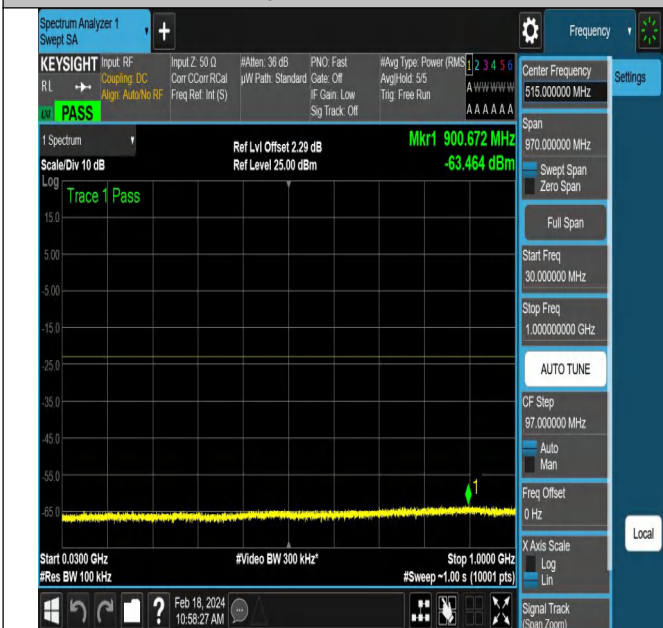 Spectrum Analyzer 1
Swept SA
Frequency
KEYSIGHT
RL
LNI PASS
Input: RF
Coupling: DC
Align: Auto/No RF
Input Z: 50 Ω
Corr CCorr RCal
Freq Ref: Int (S)
#Atten: 36 dB
µW Path: Standard
PNO: Fast
Gate: Off
IF Gain: Low
Sig Track: Off
#Avg Type: Power (RMS
Avg|Hold: 5/5
Trig: Free Run
1 2 3 4 5 6
A W W W W W
A A A A A A
1 Spectrum
Scale/Div 10 dB
Log
Ref Lvl Offset 2.29 dB
Ref Level 25.00 dBm
Mkr1 900.672 MHz
-63.464 dBm
Trace 1 Pass
15.0
5.00
-5.00
-15.0
-25.0
-35.0
-45.0
-55.0
-65.0
1
Start 0.0300 GHz
#Res BW 100 kHz
#Video BW 300 kHz*
Stop 1.0000 GHz
#Sweep ~1.00 s (10001 pts)
Feb 18, 2024
10:58:27 AM
Center Frequency
515.000000 MHz
Span
970.000000 MHz
Swept Span
Zero Span
Full Span
Start Freq
30.000000 MHz
Stop Freq
1.000000000 GHz
AUTO TUNE
CF Step
97.000000 MHz
Auto
Man
Freq Offset
0 Hz
X Axis Scale
Log
Lin
Signal Track
(Span Zoom)
Settings
Local